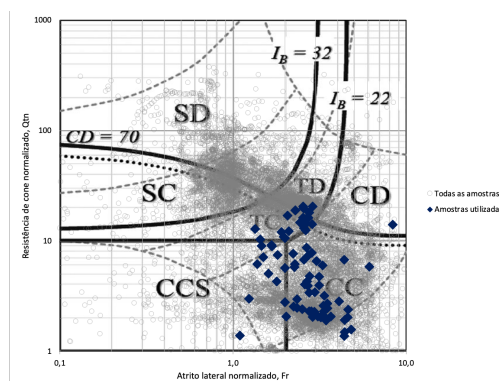 1000
I_B = 32
I_B = 22
SD
Resistência de cone normalizado, Qtn
100
CD = 70
SC
TD
CD
TC
Todas as amostras
Amostras utilizada
10
CCS
CC
1
0,1
1,0
10,0
Atrito lateral normalizado, Fr